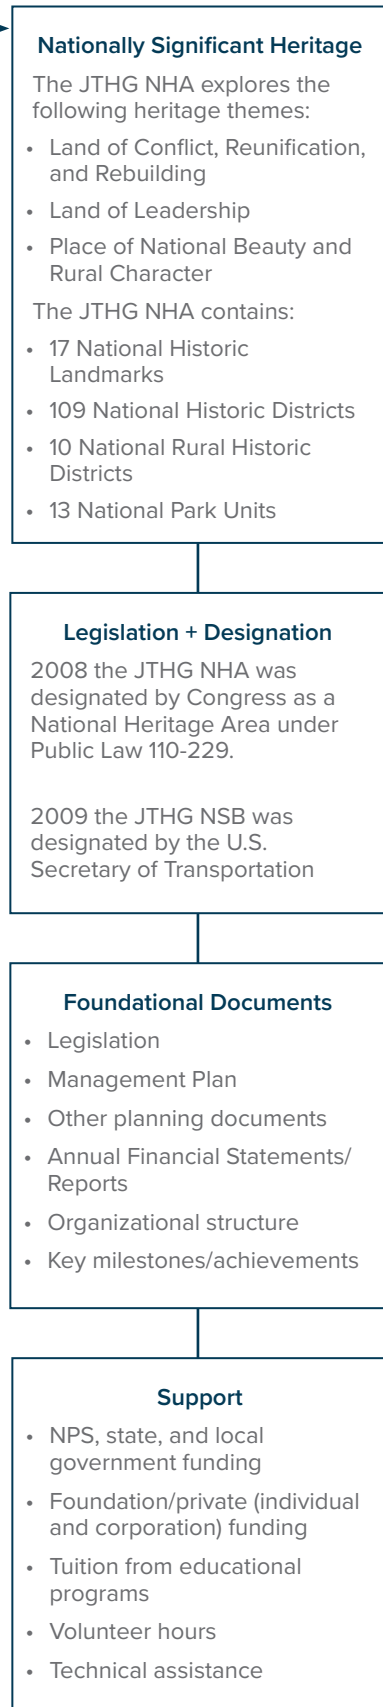 Nationally Significant Heritage
The JTHG NHA explores the
following heritage themes:
• Land of Conflict, Reunification,
and Rebuilding
• Land of Leadership
• Place of National Beauty and
Rural Character
The JTHG NHA contains:
• 17 National Historic
Landmarks
• 109 National Historic Districts
• 10 National Rural Historic
Districts
• 13 National Park Units
Legislation + Designation
2008 the JTHG NHA was
designated by Congress as a
National Heritage Area under
Public Law 110-229.
2009 the JTHG NSB was
designated by the U.S.
Secretary of Transportation
Foundational Documents
• Legislation
• Management Plan
• Other planning documents
• Annual Financial Statements/
Reports
• Organizational structure
• Key milestones/achievements
Support
• NPS, state, and local
government funding
• Foundation/private (individual
and corporation) funding
• Tuition from educational
programs
• Volunteer hours
• Technical assistance